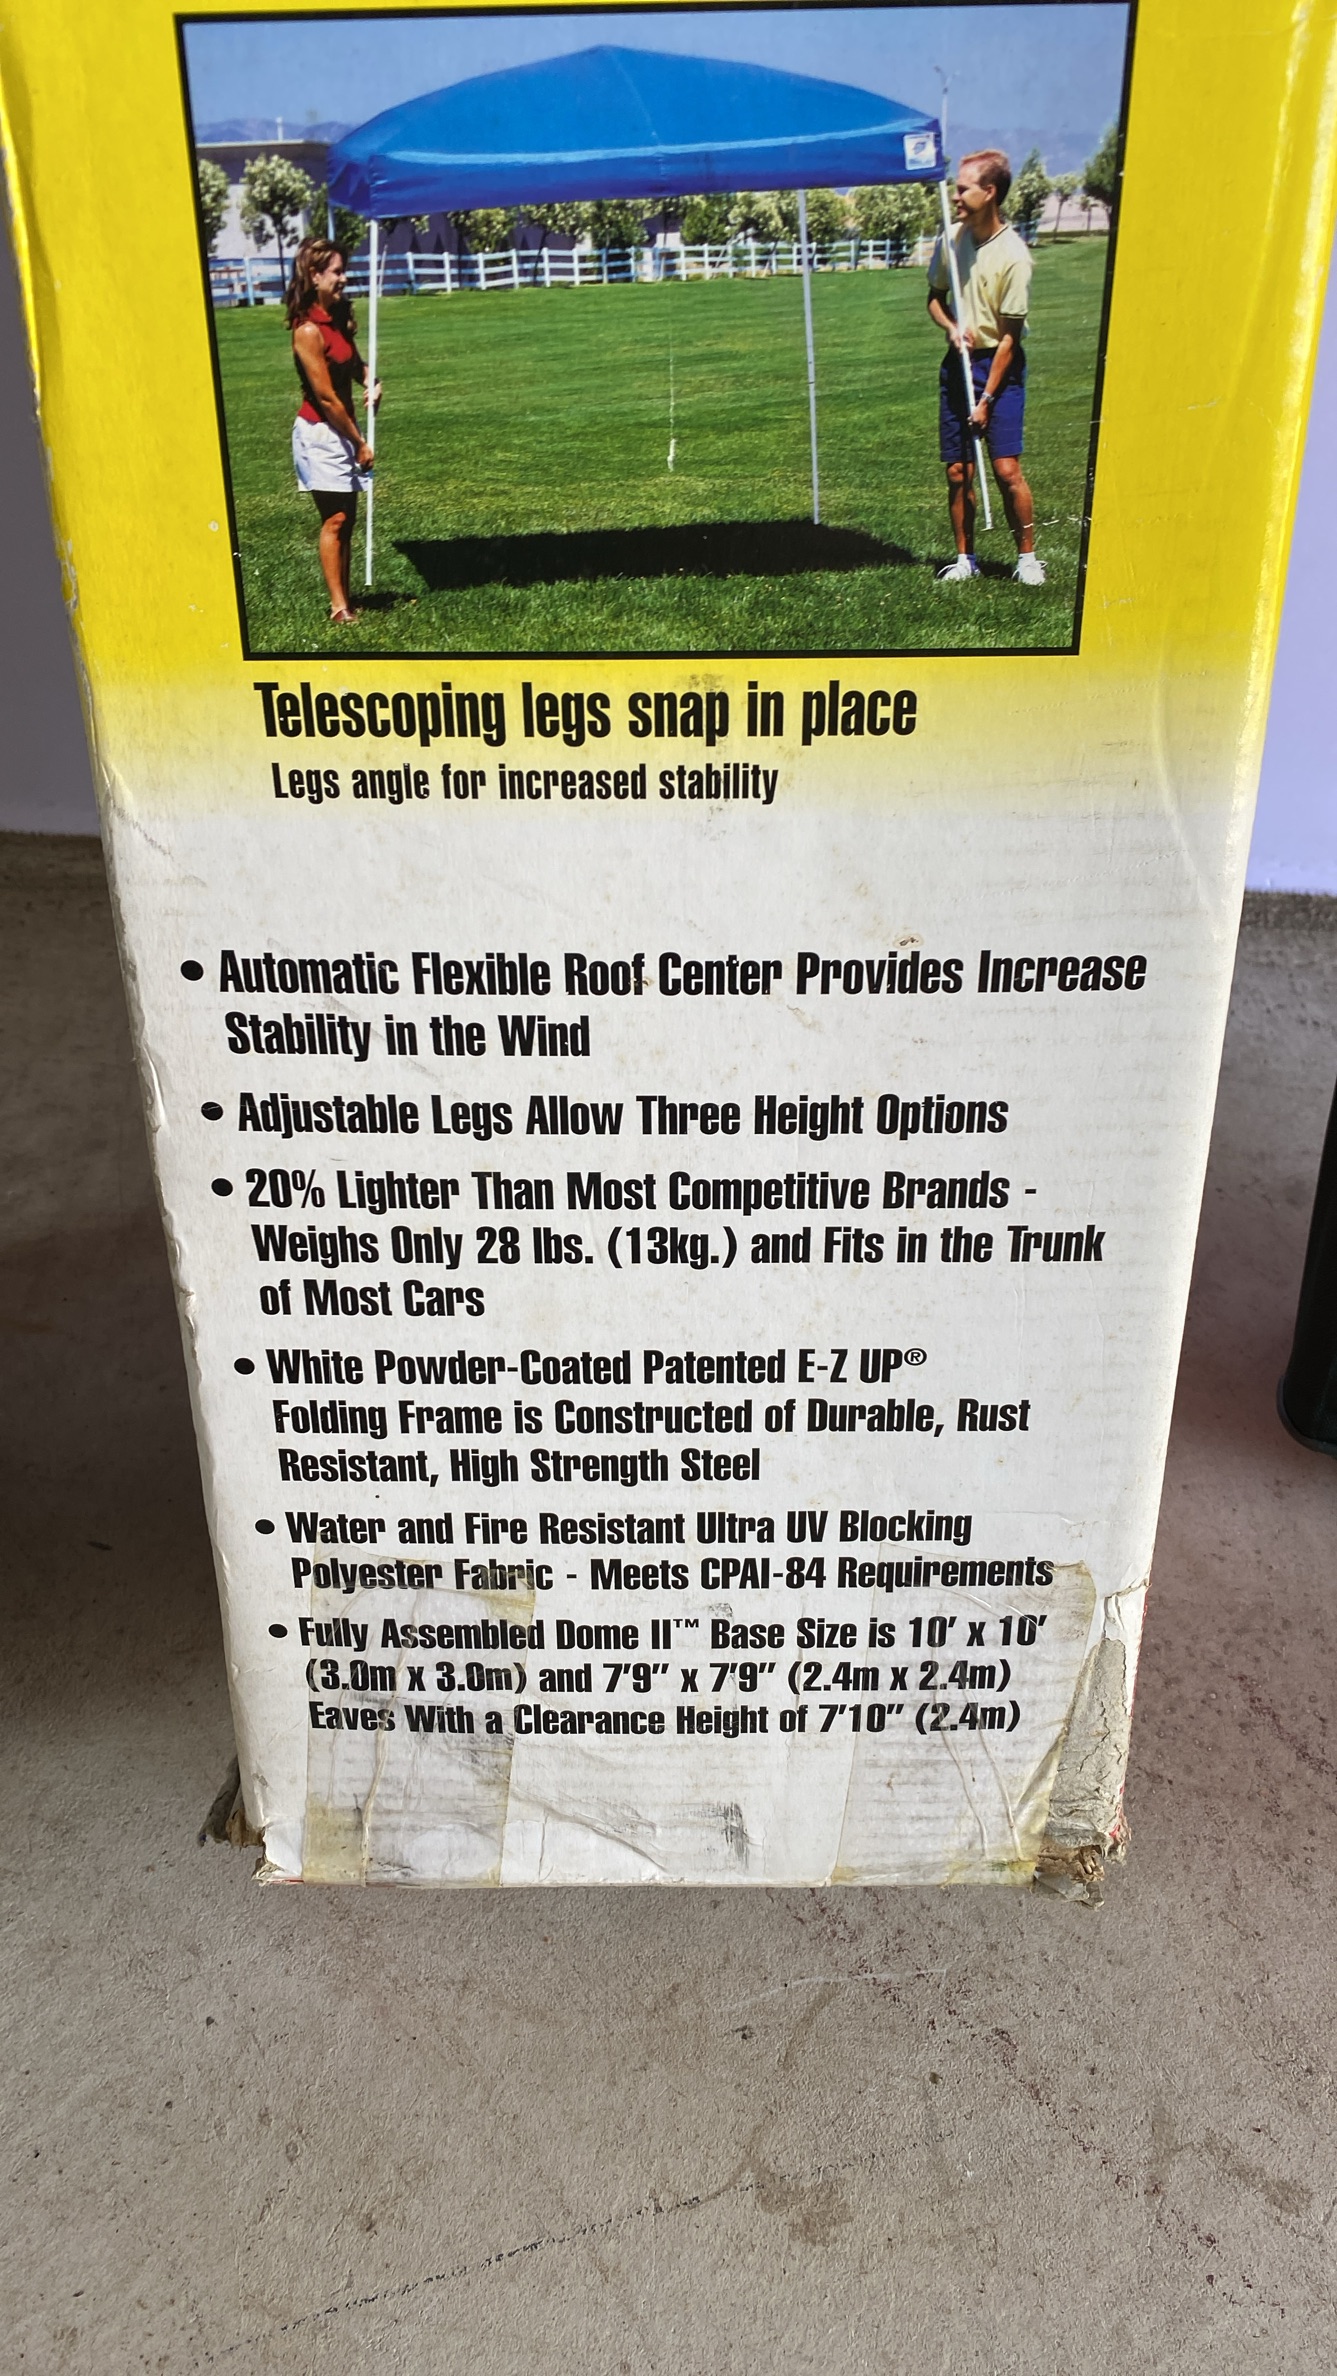 Telescoping legs snap in place
Legs angle for increased stability
• Automatic Flexible Roof Center Provides Increase
Stability in the Wind
• Adjustable Legs Allow Three Height Options
• 20% Lighter Than Most Competitive Brands -
Weighs Only 28 lbs. (13kg.) and Fits in the Trunk
of Most Cars
• White Powder-Coated Patented E-Z UP®
Folding Frame is Constructed of Durable, Rust
Resistant, High Strength Steel
• Water and Fire Resistant Ultra UV Blocking
Polyester Fabric - Meets CPAI-84 Requirements
• Fully Assembled Dome II™ Base Size is 10' x 10'
(3.0m x 3.0m) and 7'9" x 7'9" (2.4m x 2.4m)
Eaves With a Clearance Height of 7'10" (2.4m)